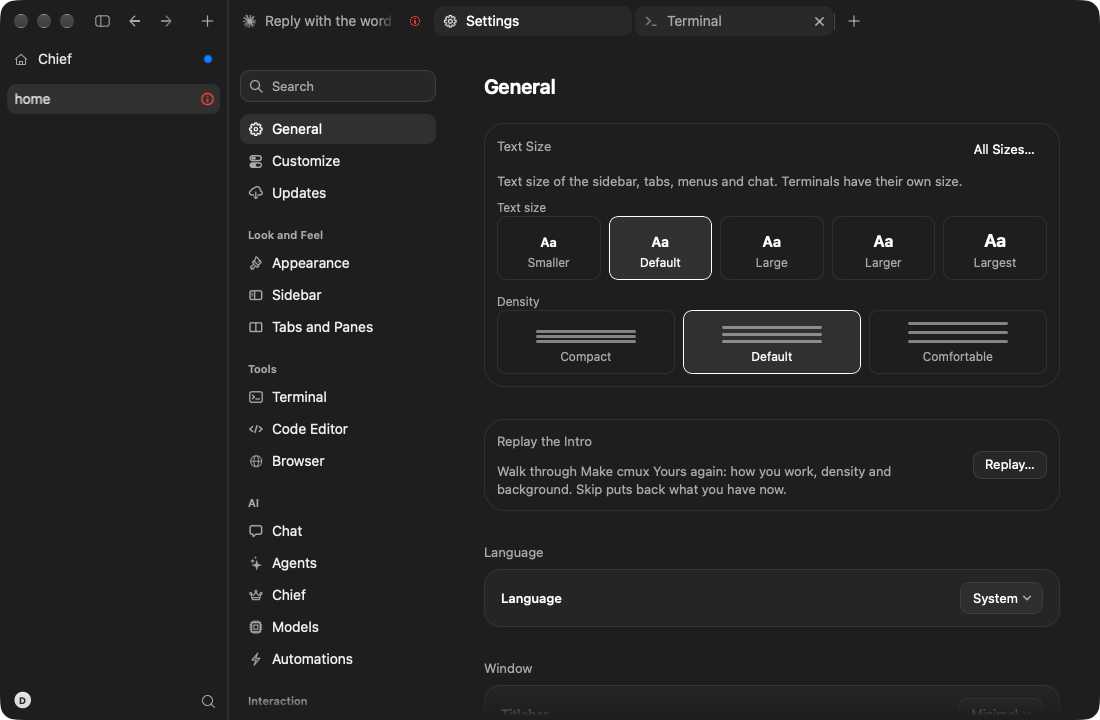 Chief
home
D
Reply with the word
Settings
Terminal
Search
General
Customize
Updates
Look and Feel
Appearance
Sidebar
Tabs and Panes
Tools
Terminal
Code Editor
Browser
AI
Chat
Agents
Chief
Models
Automations
Interaction
General
Text Size
All Sizes...
Text size of the sidebar, tabs, menus and chat. Terminals have their own size.
Text size
Aa
Smaller
Aa
Default
Aa
Large
Aa
Larger
Aa
Largest
Density
Compact
Default
Comfortable
Replay the Intro
Walk through Make cmux Yours again: how you work, density and
background. Skip puts back what you have now.
Replay...
Language
Language
System
Window
Titlebar
Minimal